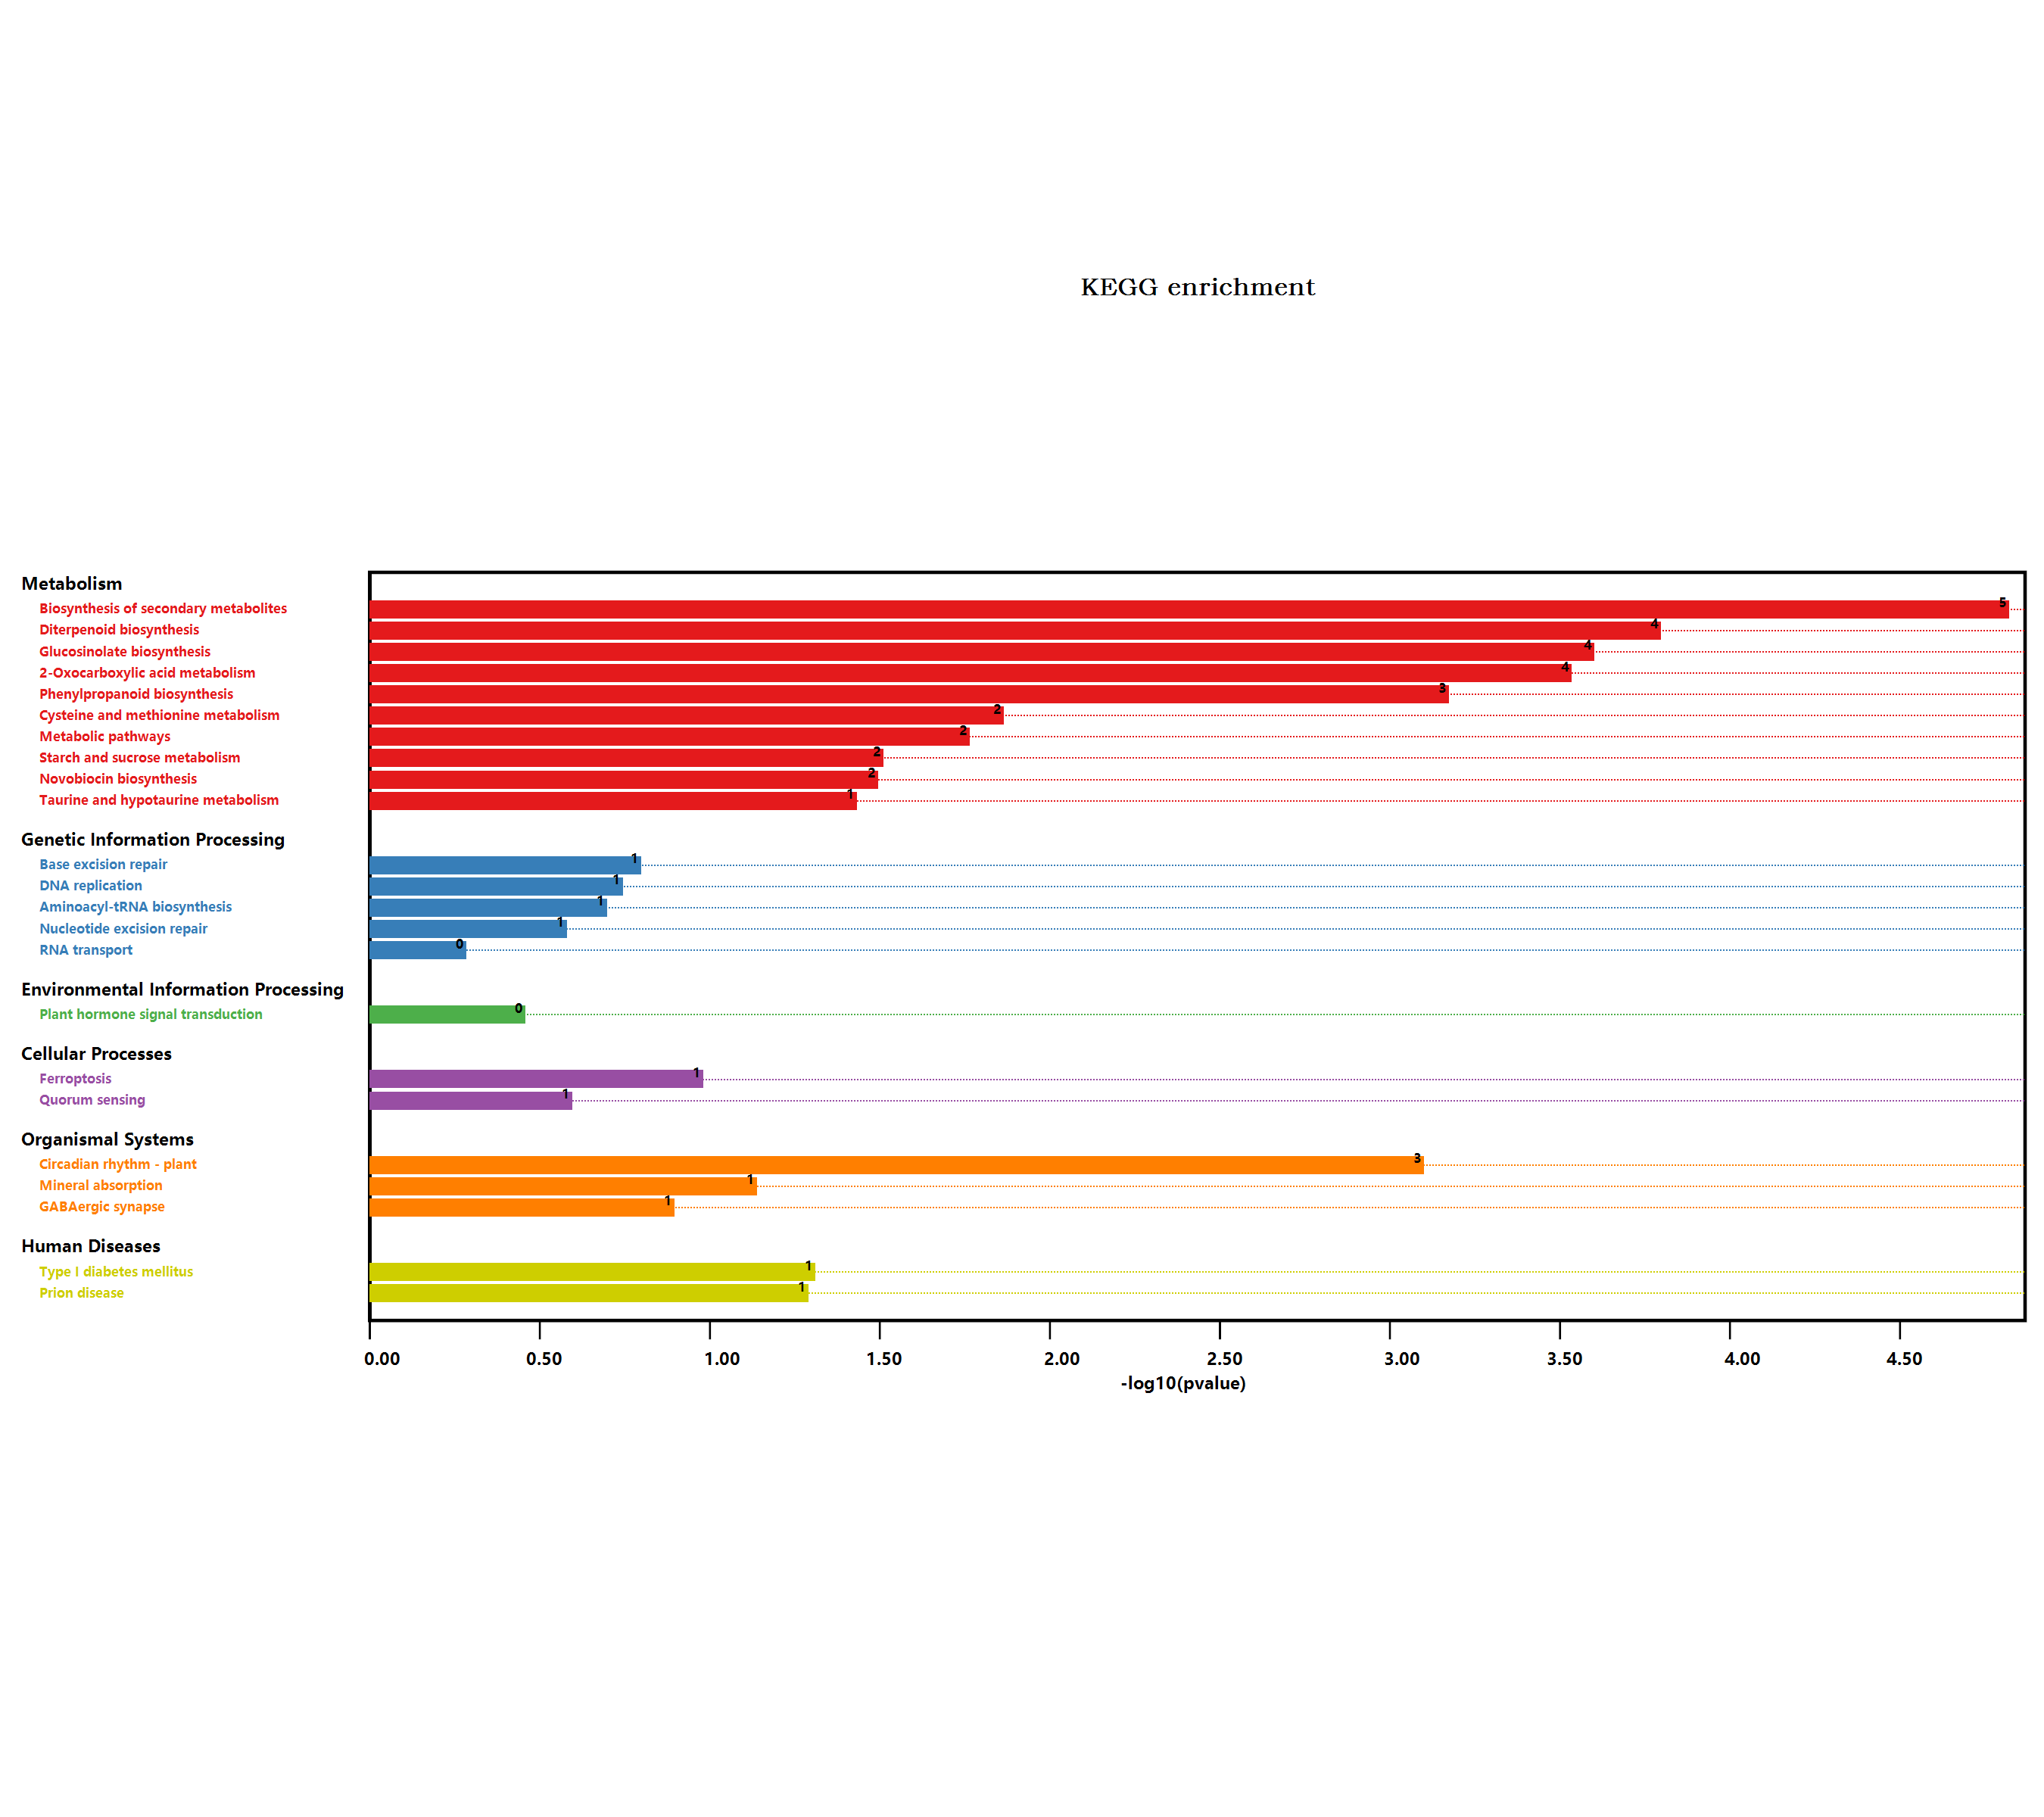 KEGG enrichment
Metabolism
Biosynthesis of secondary metabolites 5
Diterpenoid biosynthesis 4
Glucosinolate biosynthesis 4
2-Oxocarboxylic acid metabolism 4
Phenylpropanoid biosynthesis 3
Cysteine and methionine metabolism 2
Metabolic pathways 2
Starch and sucrose metabolism 2
Novobiocin biosynthesis 2
Taurine and hypotaurine metabolism 1
Genetic Information Processing
Base excision repair 1
DNA replication 1
Aminoacyl-tRNA biosynthesis 1
Nucleotide excision repair 1
RNA transport 0
Environmental Information Processing
Plant hormone signal transduction 0
Cellular Processes
Ferroptosis 1
Quorum sensing 1
Organismal Systems
Circadian rhythm - plant 3
Mineral absorption 1
GABAergic synapse 1
Human Diseases
Type I diabetes mellitus 1
Prion disease 1
0.00 0.50 1.00 1.50 2.00 2.50 3.00 3.50 4.00 4.50
-log10(pvalue)